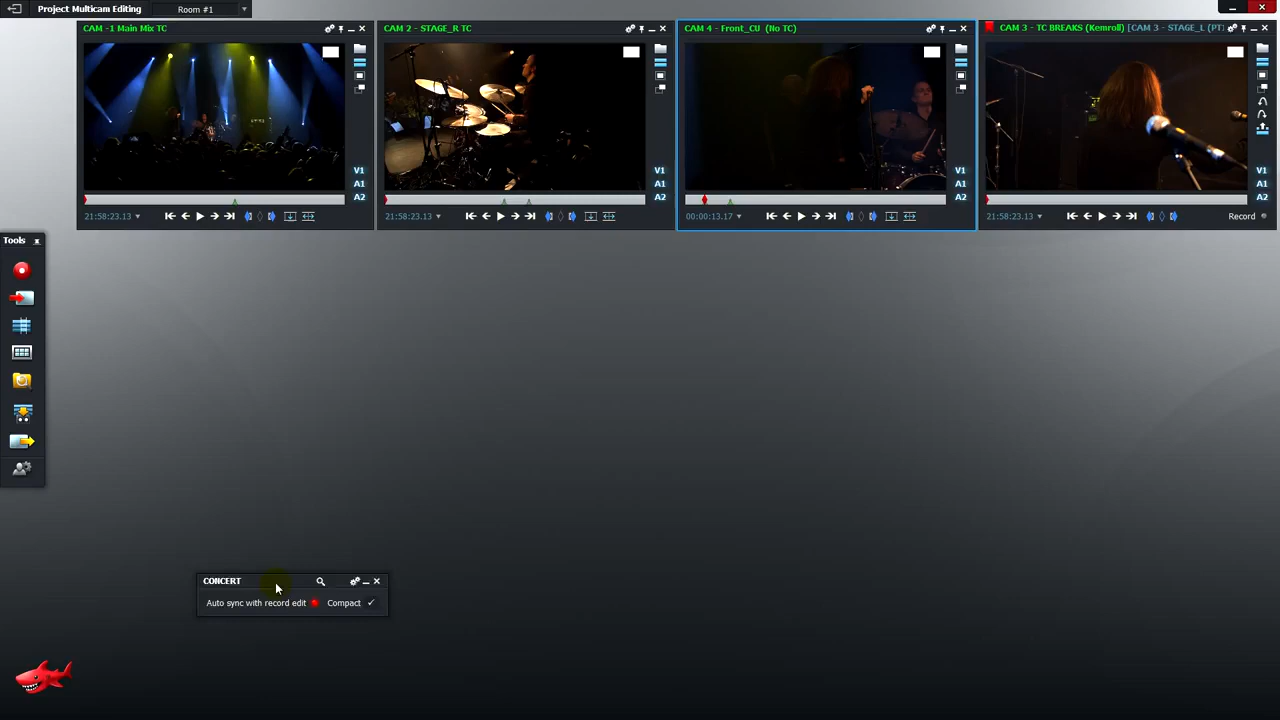 Project Multicam Editing
Room #1
CAM -1 Main Mix TC
CAM 2 - STAGE_R TC
CAM 4 - Front_CU (No TC)
CAM 3 - TC BREAKS (Kemroll) [CAM 3 - STAGE_L (PT:
V1
A1
A2
V1
A1
A2
V1
A1
A2
V1
A1
A2
21:58:23.13
21:58:23.13
00:00:13.17
21:58:23.13
Record
Tools
CONCERT
Auto sync with record edit
Compact